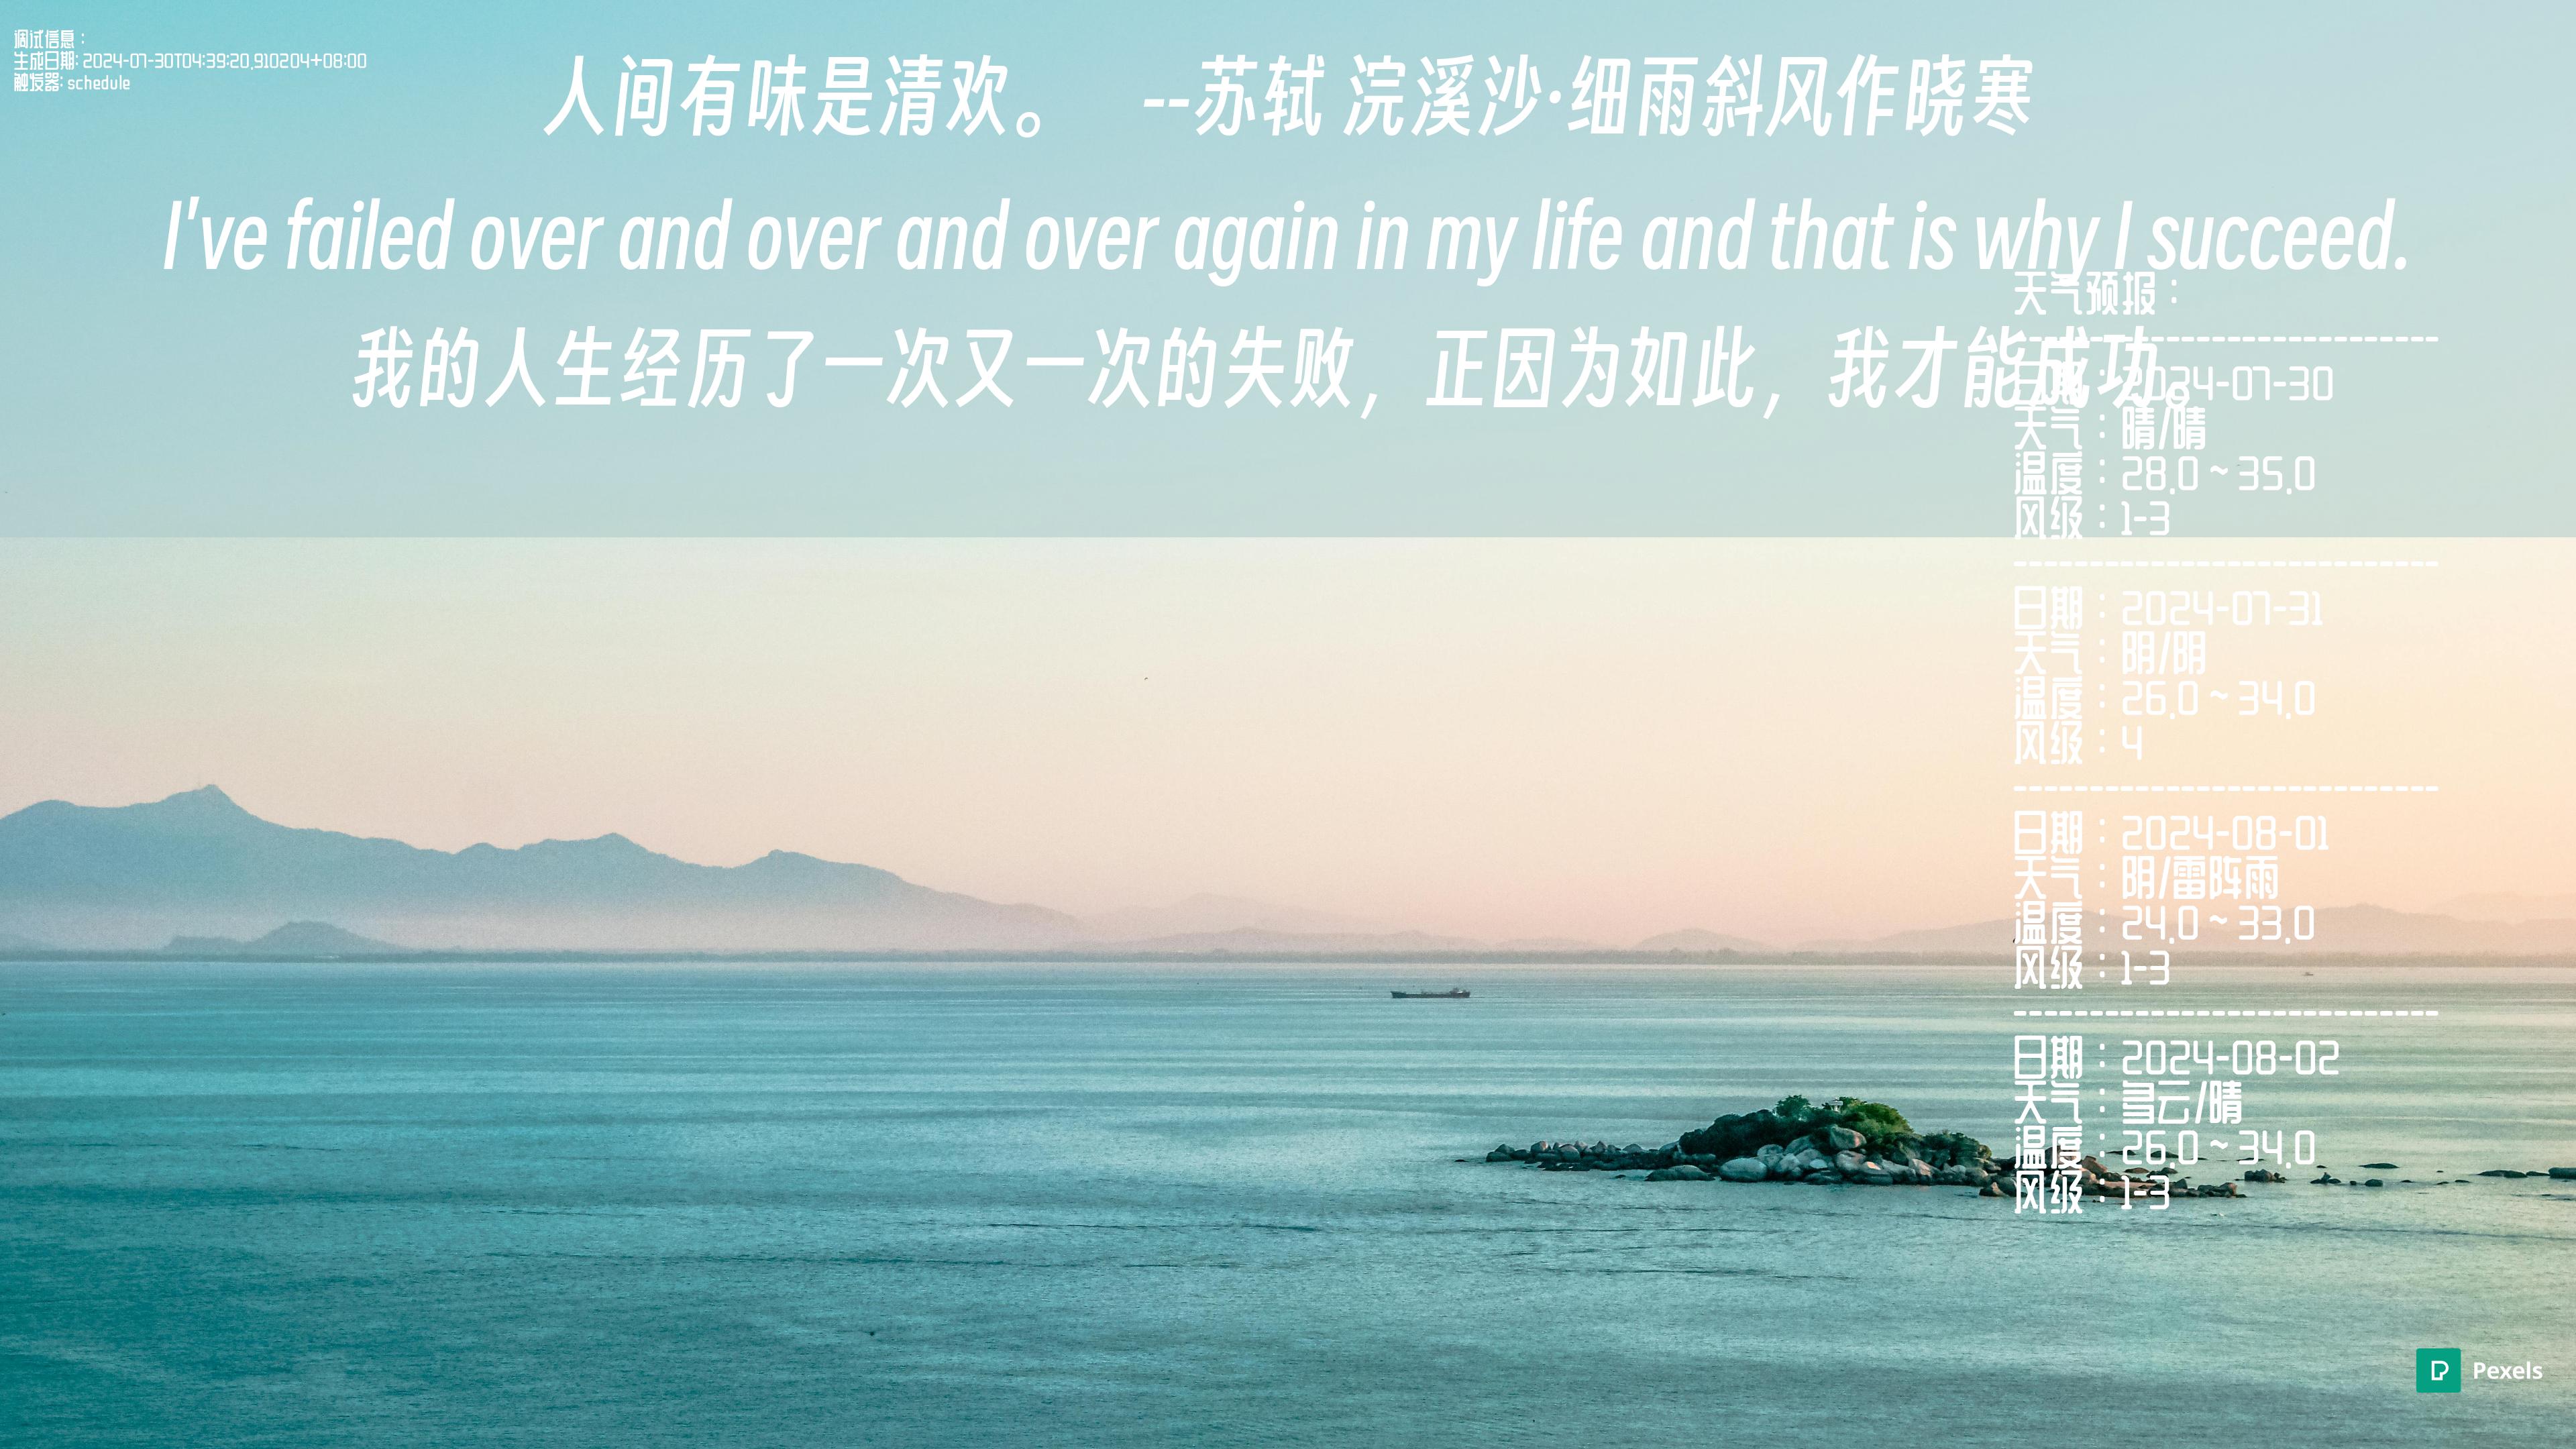 调试信息：
生成日期: 2024-07-30T04:39:20.910204+08:00
触发器: schedule
人间有味是清欢。 --苏轼 浣溪沙·细雨斜风作晓寒
I've failed over and over and over again in my life and that is why I succeed.
我的人生经历了一次又一次的失败，正因为如此，我才能成功。
天气预报：
----------------------------
2024-07-30
天气：晴/晴
温度：28.0 ~ 35.0
风级：1-3
----------------------------
日期：2024-07-31
天气：阴/阴
温度：26.0 ~ 34.0
风级：4
----------------------------
日期：2024-08-01
天气：阴/雷阵雨
温度：24.0 ~ 33.0
风级：1-3
----------------------------
日期：2024-08-02
天气：多云/晴
温度：26.0 ~ 34.0
风级：1-3
Pexels